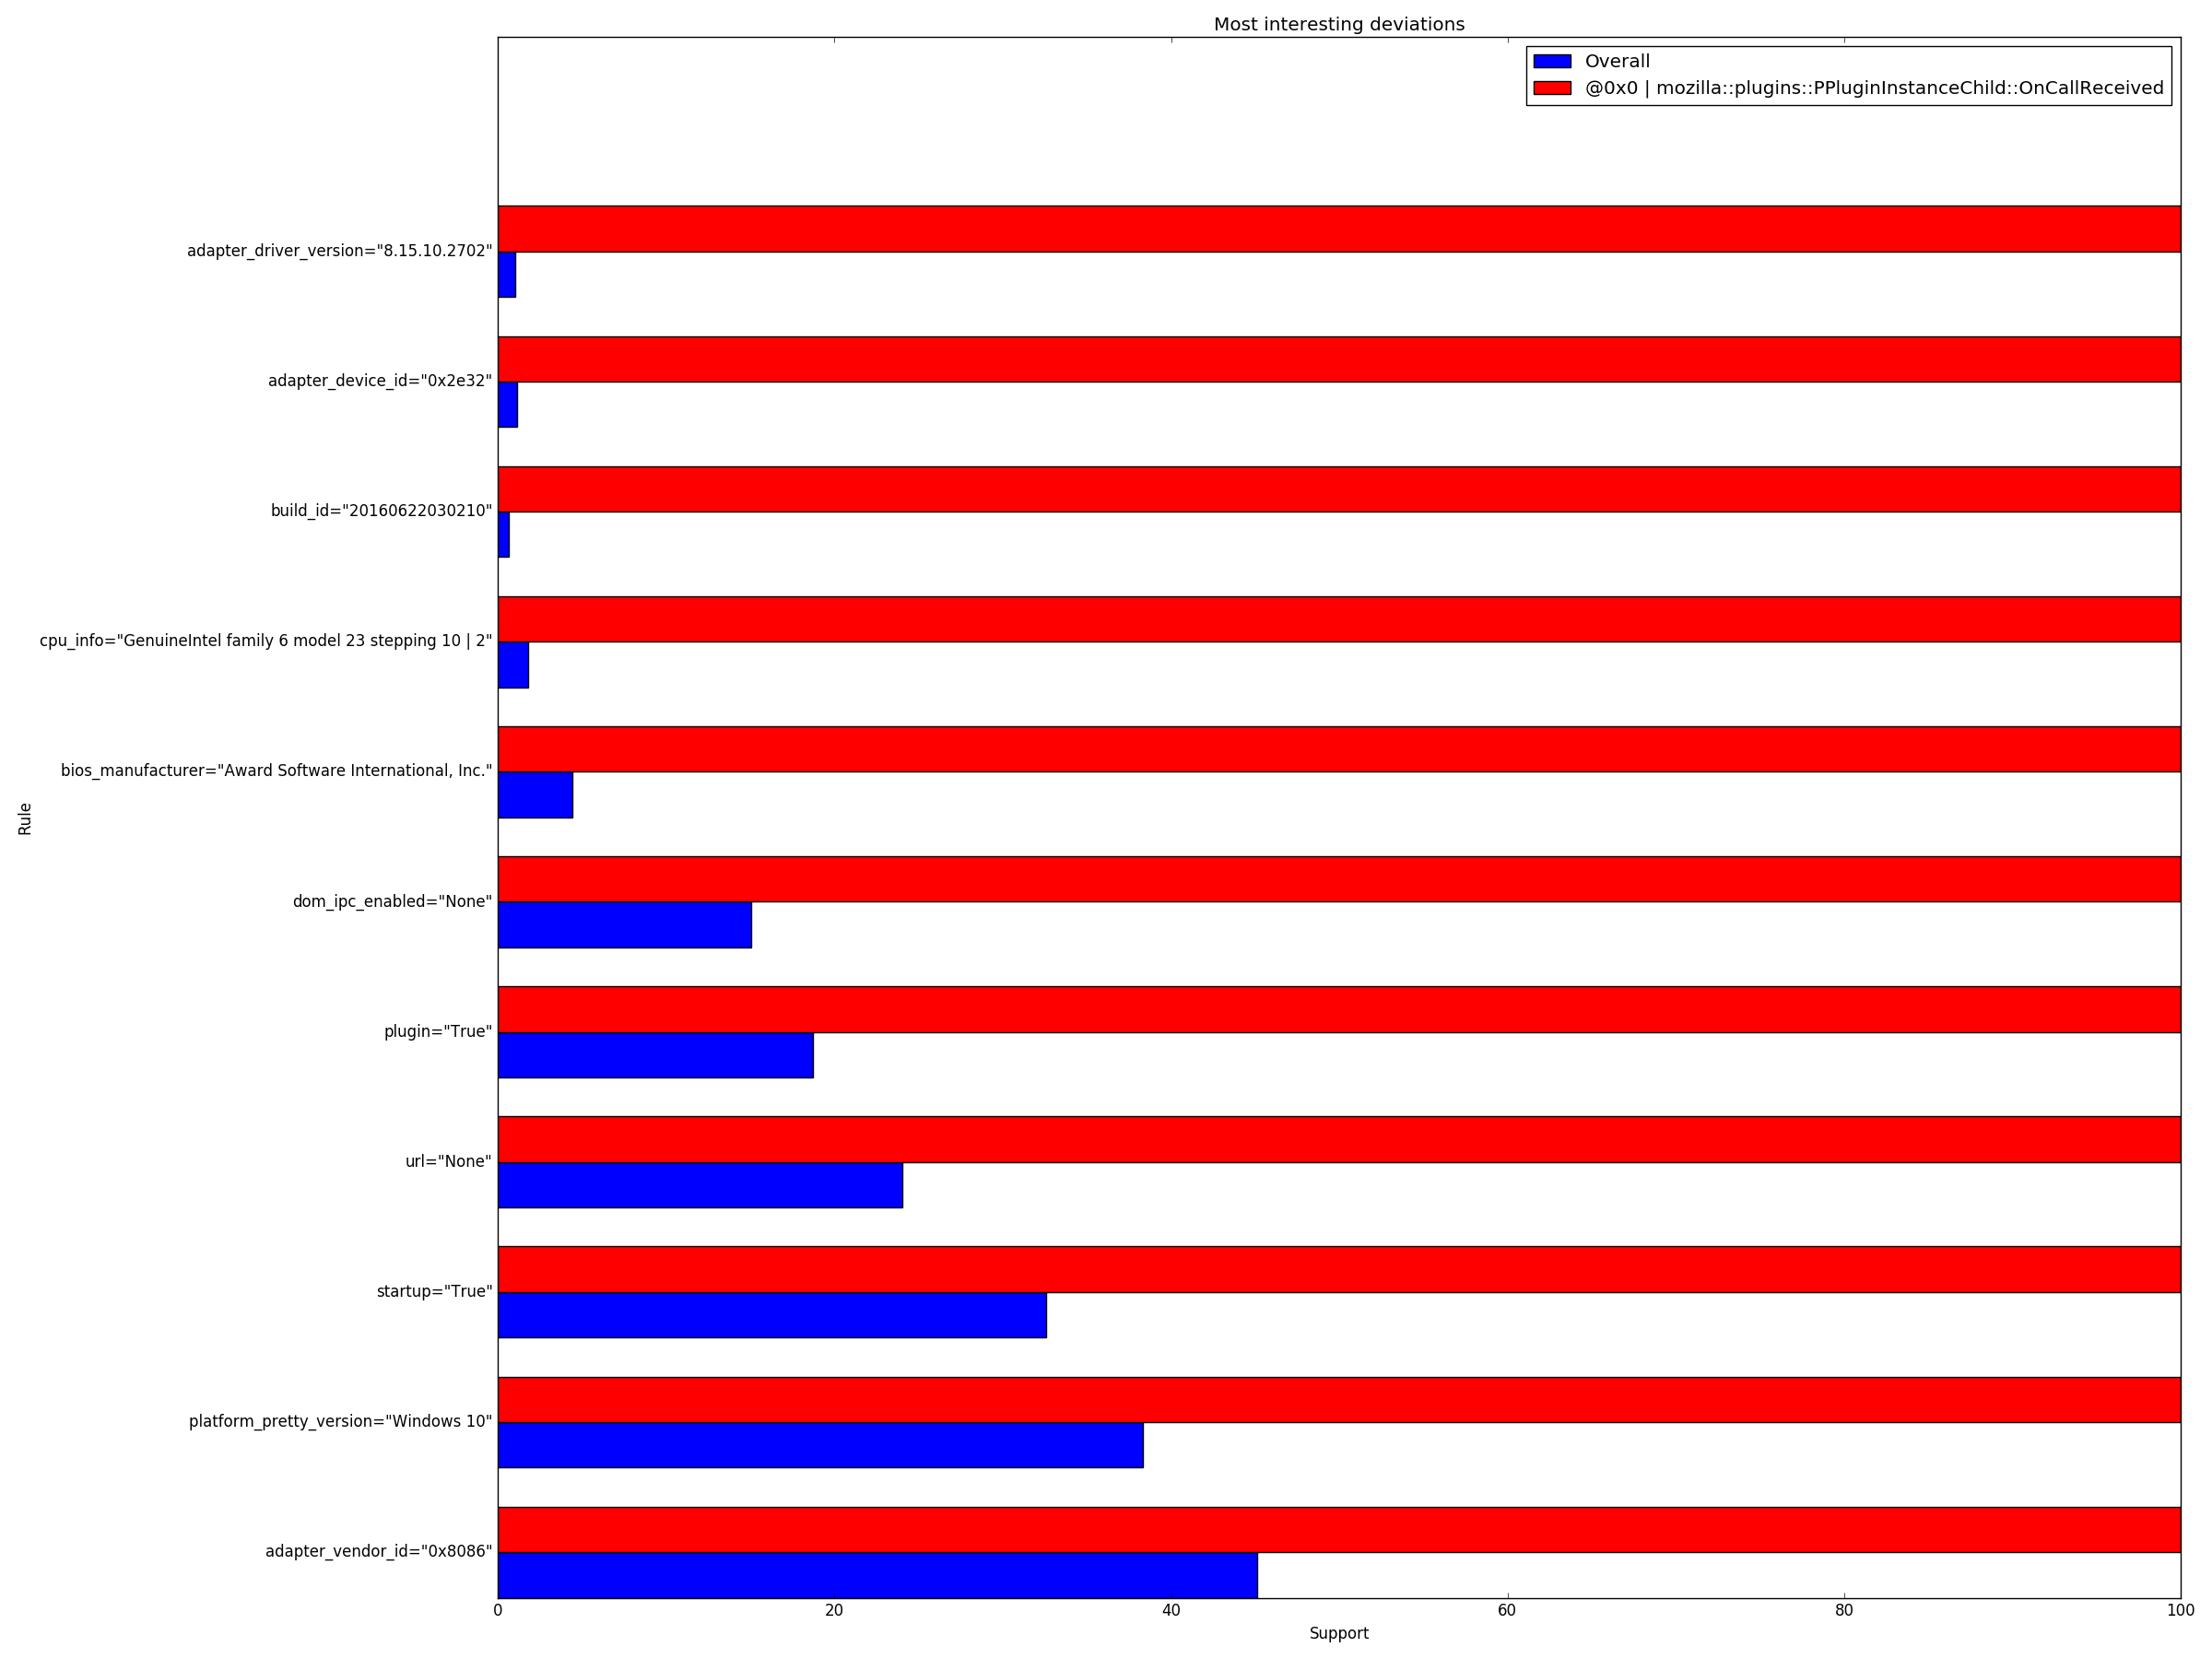 Most interesting deviations
Overall
@0x0 | mozilla::plugins::PPluginInstanceChild::OnCallReceived
adapter_driver_version="8.15.10.2702"
adapter_device_id="0x2e32"
build_id="20160622030210"
cpu_info="GenuineIntel family 6 model 23 stepping 10 | 2"
bios_manufacturer="Award Software International, Inc."
Rule
dom_ipc_enabled="None"
plugin="True"
url="None"
startup="True"
platform_pretty_version="Windows 10"
adapter_vendor_id="0x8086"
0 20 40 60 80 100
Support